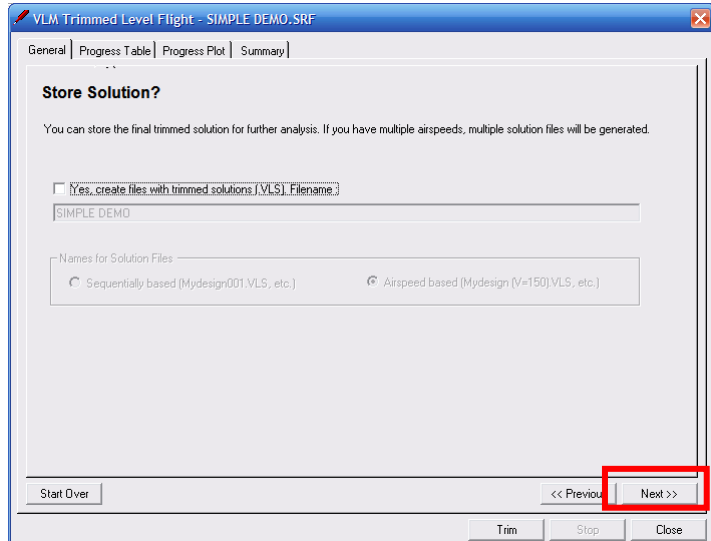 VLM Trimmed Level Flight - SIMPLE DEMO.SRF
General Progress Table Progress Plot Summary
Store Solution?
You can store the final trimmed solution for further analysis. If you have multiple airspeeds, multiple solution files will be generated.
Yes, create files with trimmed solutions (.VLS). Filename:
SIMPLE DEMO
Names for Solution Files
Sequentially based (Mydesign001.VLS, etc.) Airspeed based (Mydesign (V=150).VLS, etc.)
Start Over << Previou Next >>
Trim Stop Close